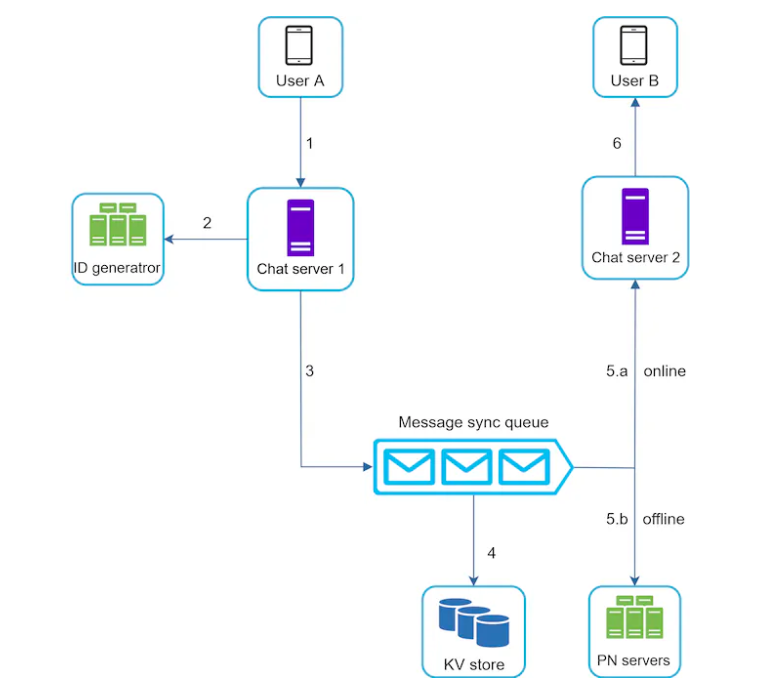 User A
User B
1
6
2
ID generatror
Chat server 1
Chat server 2
3
5.a online
Message sync queue
5.b offline
4
KV store
PN servers